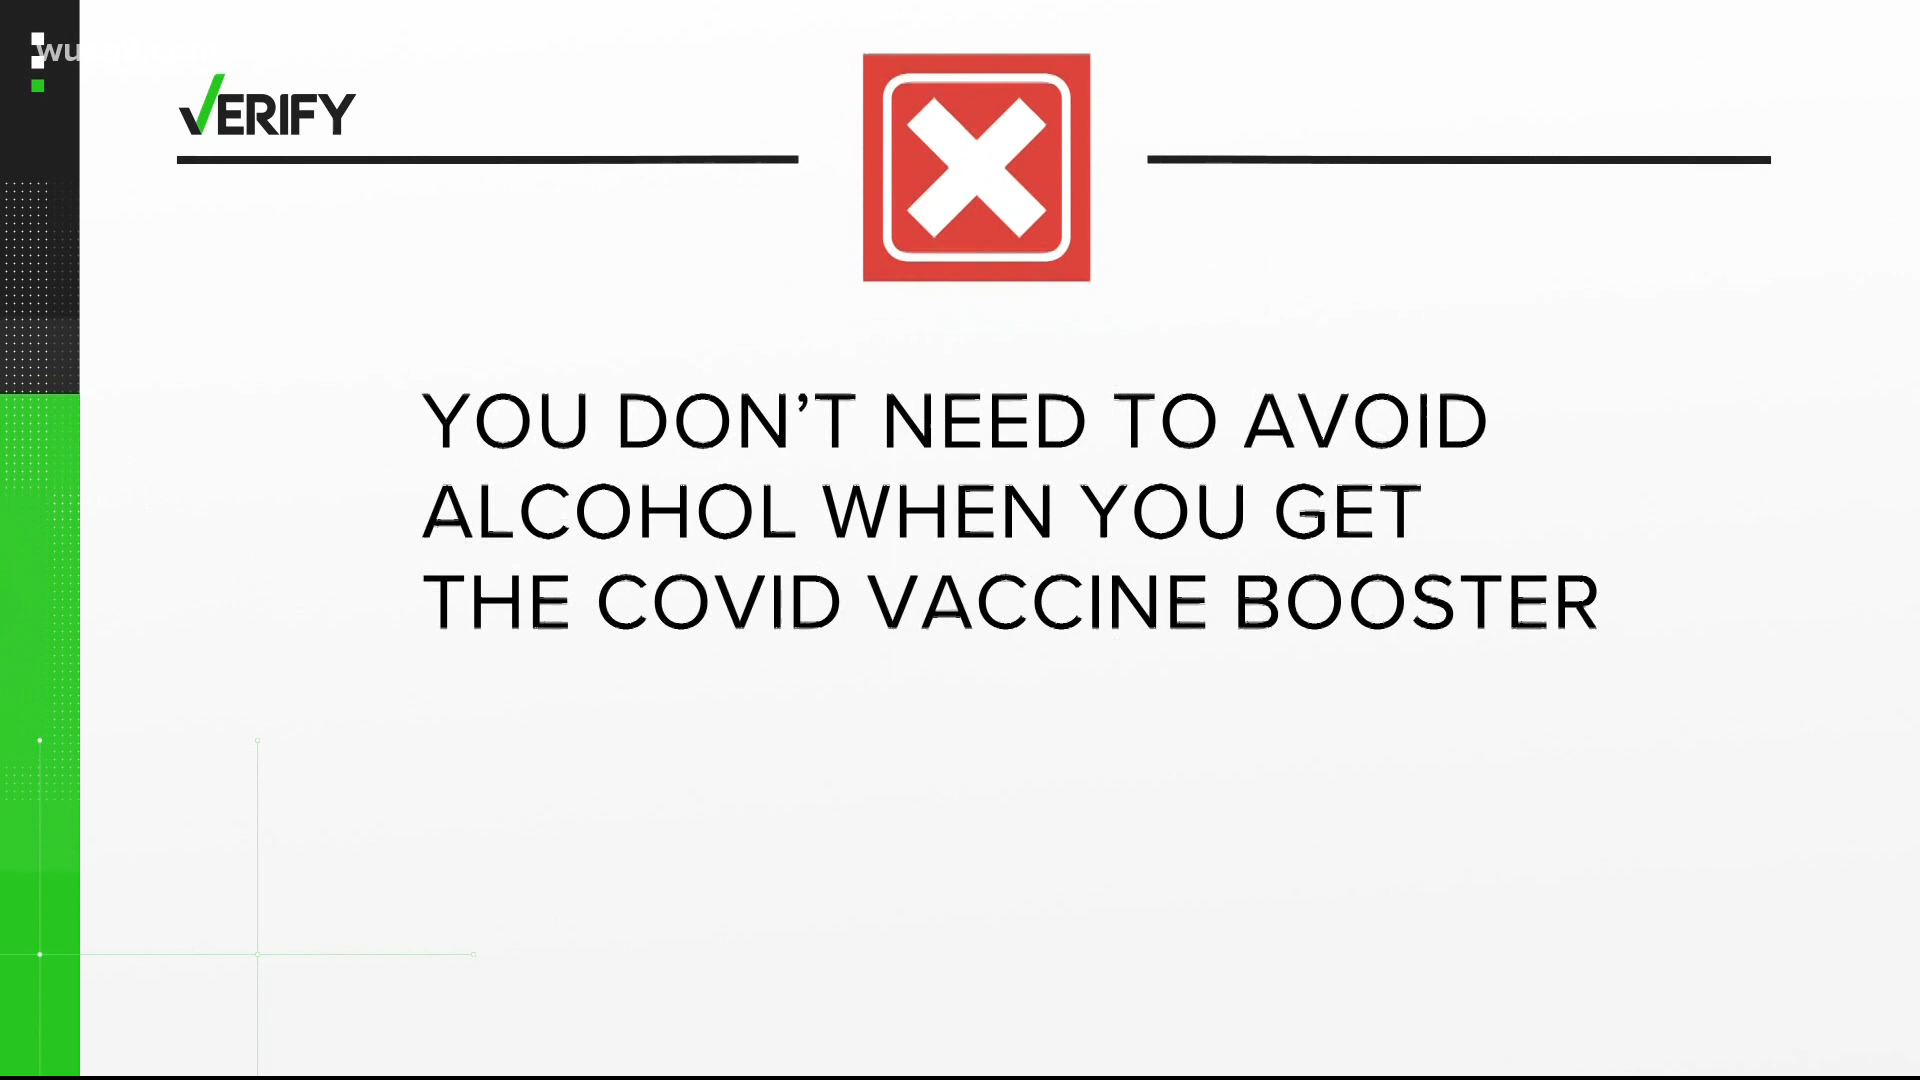 VERIFY
YOU DON’T NEED TO AVOID
ALCOHOL WHEN YOU GET
THE COVID VACCINE BOOSTER